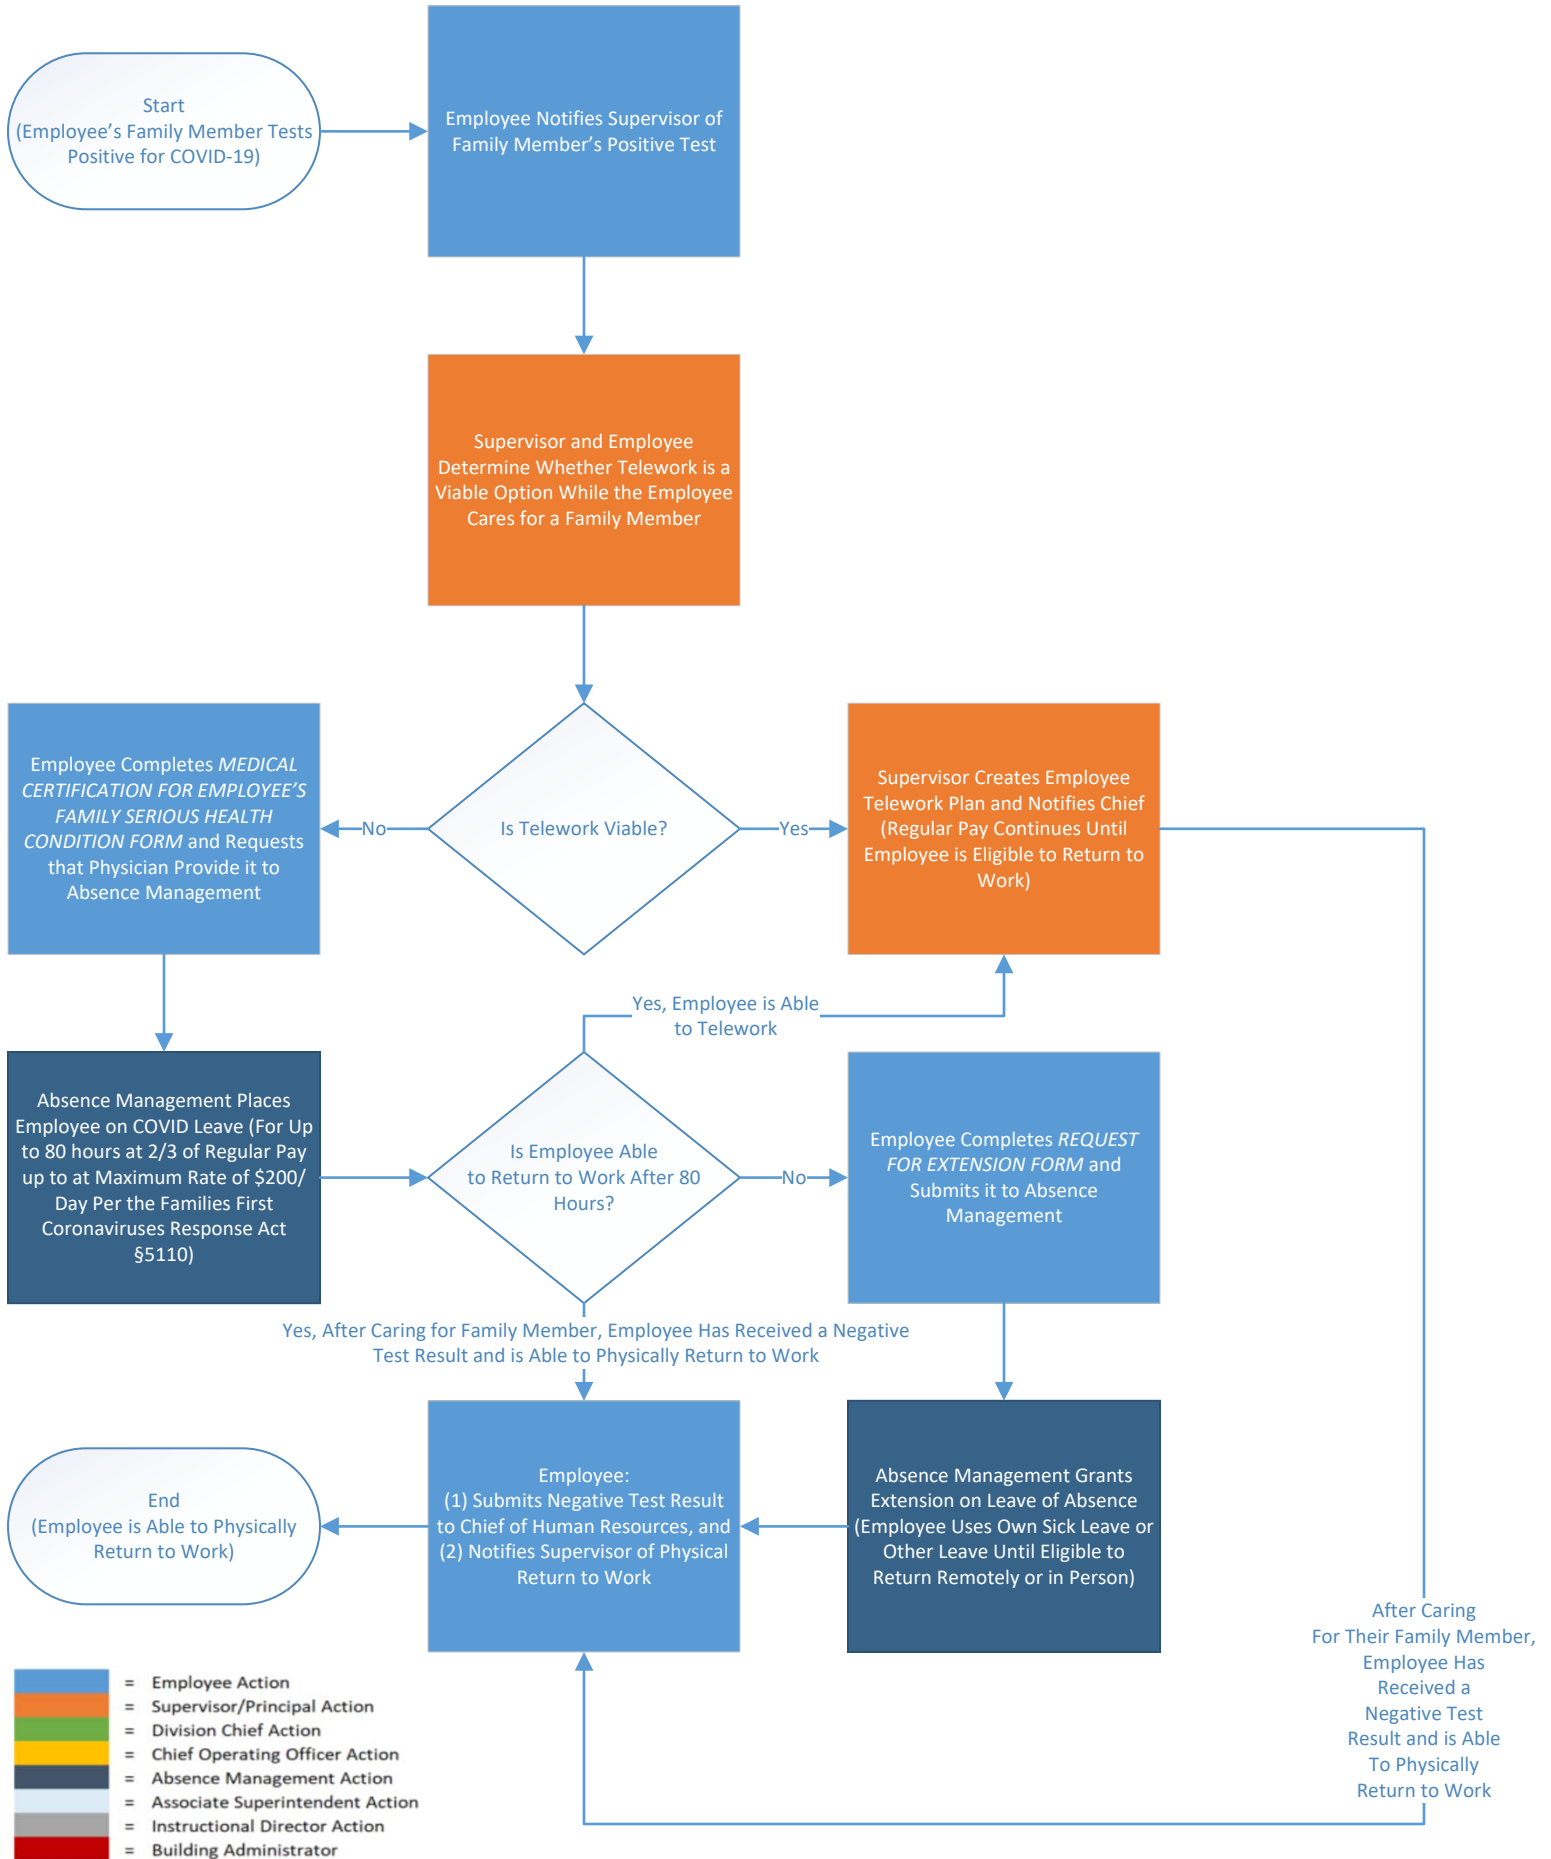 Start
(Employee's Family Member Tests
Positive for COVID-19)
Employee Notifies Supervisor of
Family Member's Positive Test
Supervisor and Employee
Determine Whether Telework is a
Viable Option While the Employee
Cares for a Family Member
Employee Completes MEDICAL
CERTIFICATION FOR EMPLOYEE'S
FAMILY SERIOUS HEALTH
CONDITION FORM and Requests
that Physician Provide it to
Absence Management
No
Is Telework Viable?
Yes
Supervisor Creates Employee
Telework Plan and Notifies Chief
(Regular Pay Continues Until
Employee is Eligible to Return to
Work)
Yes, Employee is Able
to Telework
Absence Management Places
Employee on COVID Leave (For Up
to 80 hours at 2/3 of Regular Pay
up to at Maximum Rate of $200/
Day Per the Families First
Coronaviruses Response Act
§5110)
Is Employee Able
to Return to Work After 80
Hours?
No
Employee Completes REQUEST
FOR EXTENSION FORM and
Submits it to Absence
Management
Yes, After Caring for Family Member, Employee Has Received a Negative
Test Result and is Able to Physically Return to Work
End
(Employee is Able to Physically
Return to Work)
Employee:
(1) Submits Negative Test Result
to Chief of Human Resources, and
(2) Notifies Supervisor of Physical
Return to Work
Absence Management Grants
Extension on Leave of Absence
(Employee Uses Own Sick Leave or
Other Leave Until Eligible to
Return Remotely or in Person)
After Caring
For Their Family Member,
Employee Has
Received a
Negative Test
Result and is Able
To Physically
Return to Work
= Employee Action
= Supervisor/Principal Action
= Division Chief Action
= Chief Operating Officer Action
= Absence Management Action
= Associate Superintendent Action
= Instructional Director Action
= Building Administrator